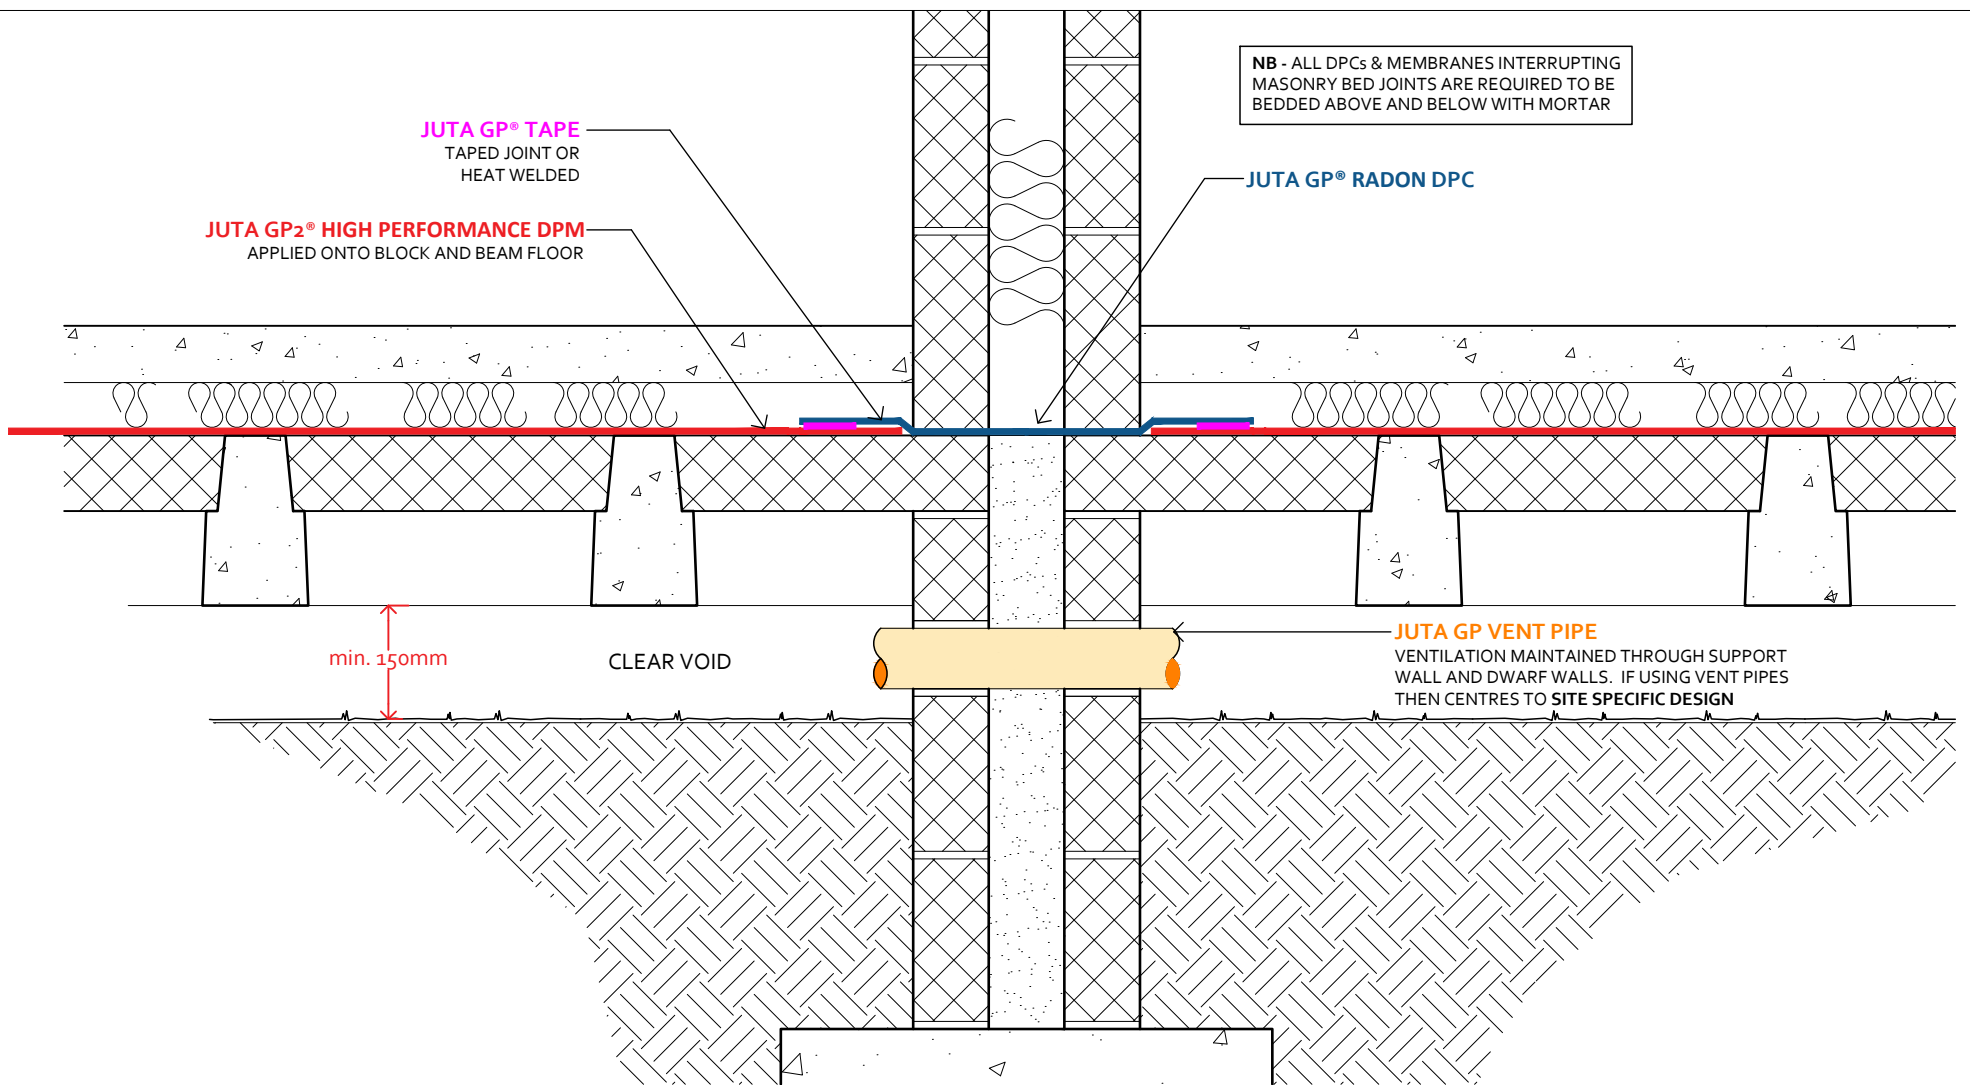 NB - ALL DPCs & MEMBRANES INTERRUPTING
MASONRY BED JOINTS ARE REQUIRED TO BE
BEDDED ABOVE AND BELOW WITH MORTAR
JUTA GP® TAPE
TAPED JOINT OR
HEAT WELDED
JUTA GP® RADON DPC
JUTA GP2® HIGH PERFORMANCE DPM
APPLIED ONTO BLOCK AND BEAM FLOOR
min. 150mm
CLEAR VOID
JUTA GP VENT PIPE
VENTILATION MAINTAINED THROUGH SUPPORT
WALL AND DWARF WALLS. IF USING VENT PIPES
THEN CENTRES TO SITE SPECIFIC DESIGN